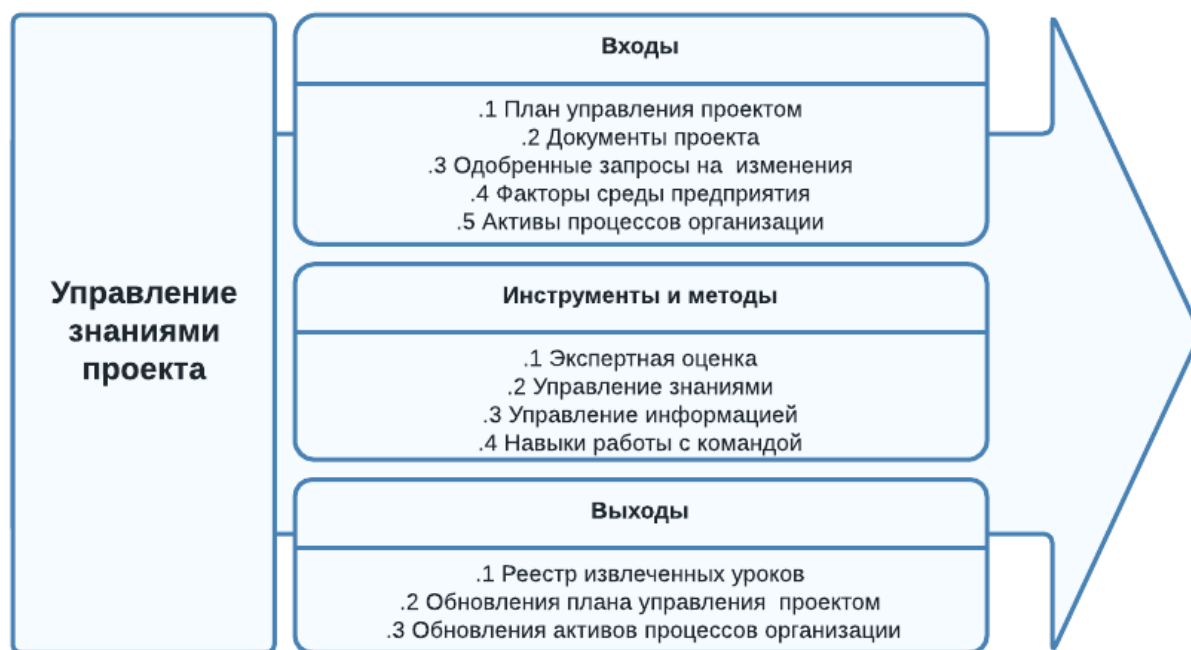 Управление
знаниями
проекта
Входы
.1 План управления проектом
.2 Документы проекта
.3 Одобренные запросы на  изменения
.4 Факторы среды предприятия
.5 Активы процессов организации
Инструменты и методы
.1 Экспертная оценка
.2 Управление знаниями
.3 Управление информацией
.4 Навыки работы с командой
Выходы
.1 Реестр извлеченных уроков
.2 Обновления плана управления  проектом
.3 Обновления активов процессов организации